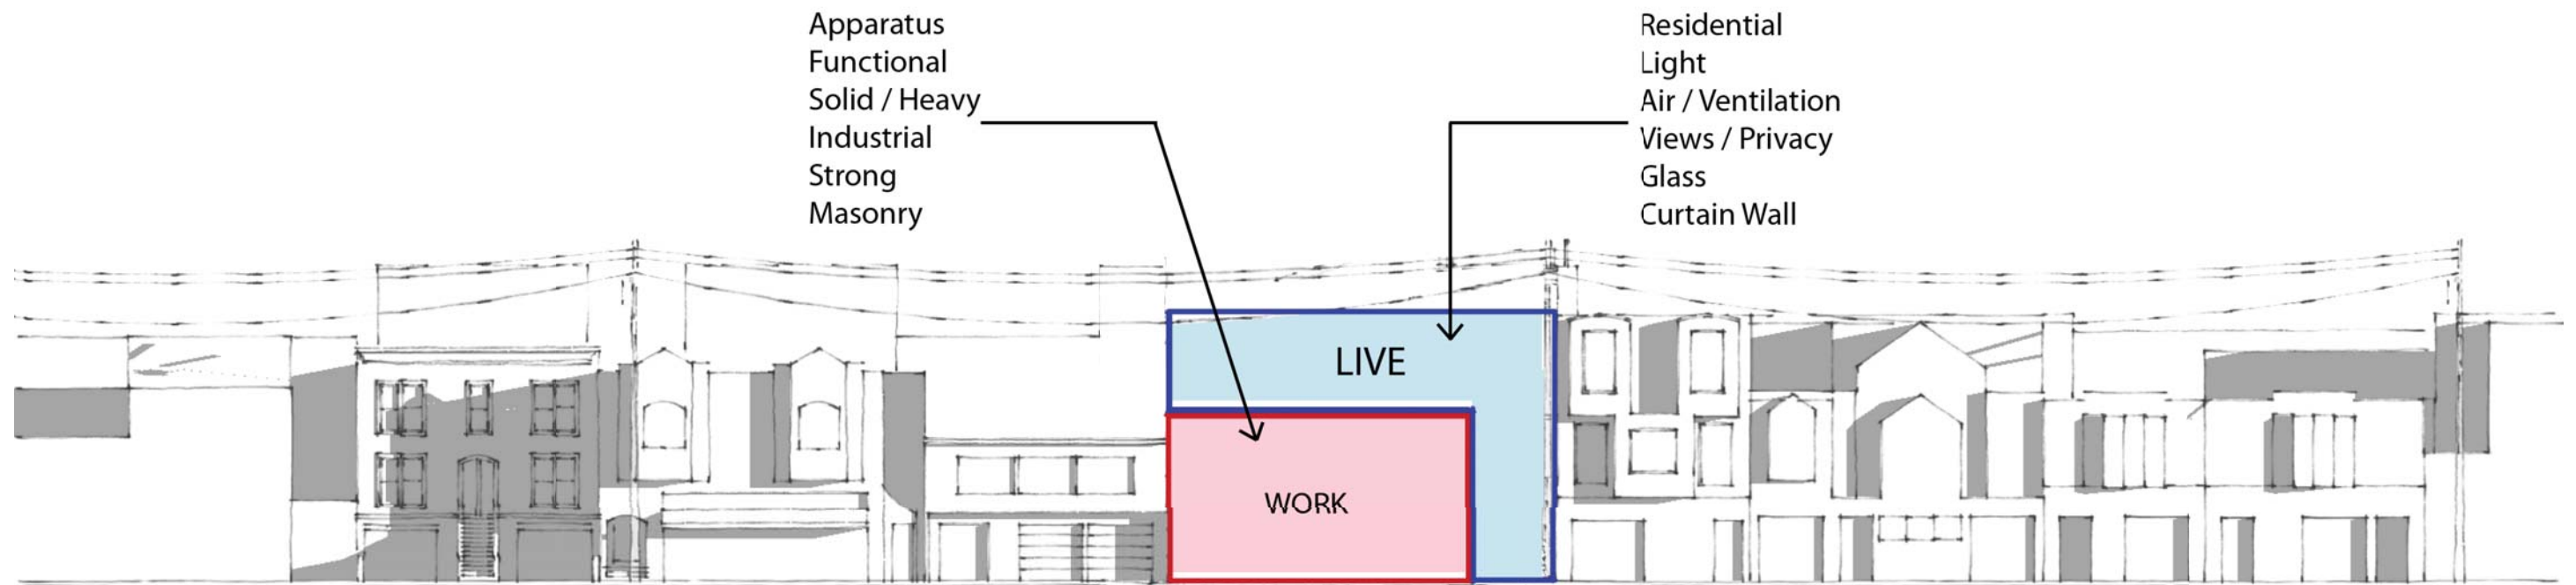 Apparatus
Functional
Solid / Heavy
Industrial
Strong
Masonry
Residential
Light
Air / Ventilation
Views / Privacy
Glass
Curtain Wall
LIVE
WORK